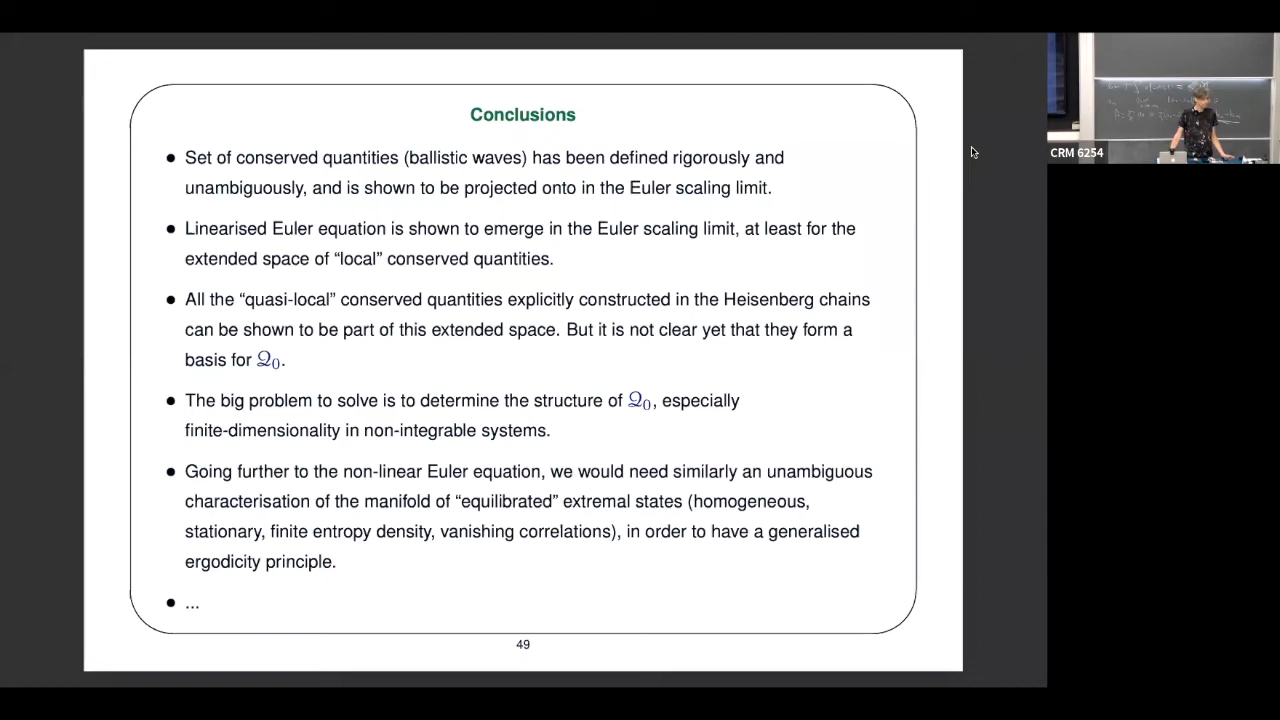 Conclusions
● Set of conserved quantities (ballistic waves) has been defined rigorously and
unambiguously, and is shown to be projected onto in the Euler scaling limit.
● Linearised Euler equation is shown to emerge in the Euler scaling limit, at least for the
extended space of “local” conserved quantities.
● All the “quasi-local” conserved quantities explicitly constructed in the Heisenberg chains
can be shown to be part of this extended space. But it is not clear yet that they form a
basis for 𝒬₀.
● The big problem to solve is to determine the structure of 𝒬₀, especially
finite-dimensionality in non-integrable systems.
● Going further to the non-linear Euler equation, we would need similarly an unambiguous
characterisation of the manifold of “equilibrated” extremal states (homogeneous,
stationary, finite entropy density, vanishing correlations), in order to have a generalised
ergodicity principle.
● ...
49
CRM 6254